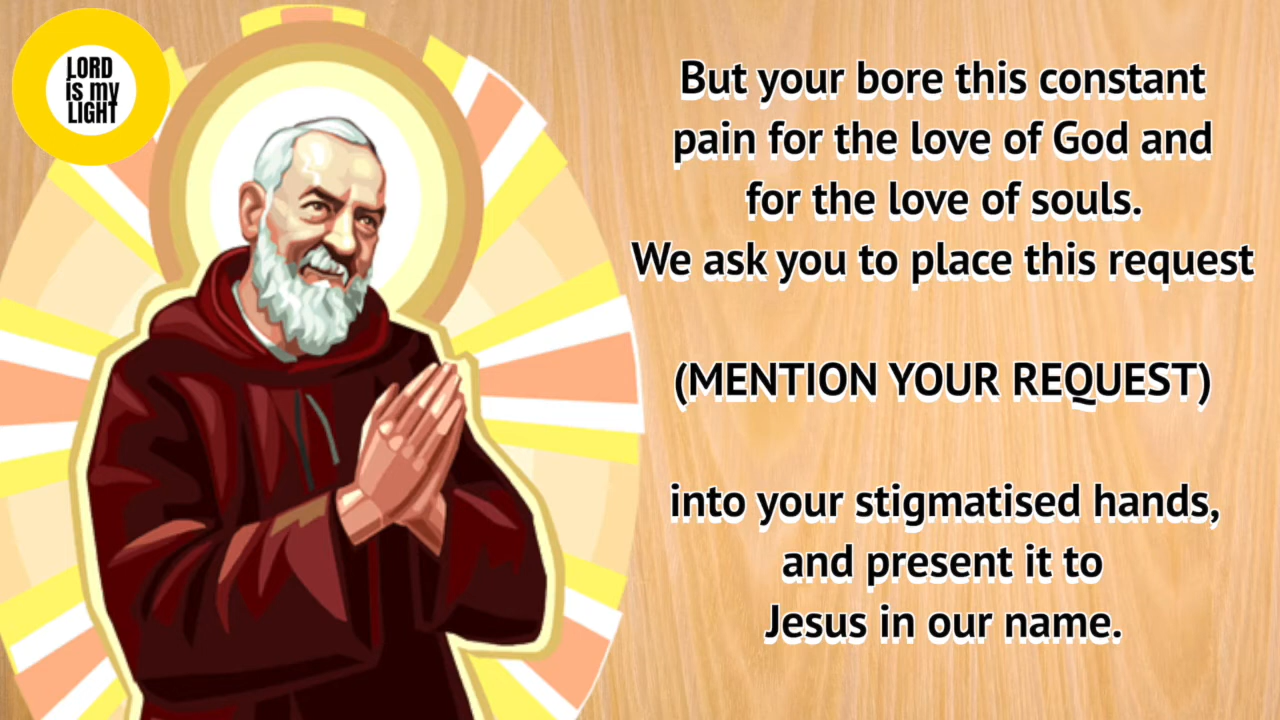 LORD
is my
LIGHT
But your bore this constant
pain for the love of God and
for the love of souls.
We ask you to place this request
(MENTION YOUR REQUEST)
into your stigmatised hands,
and present it to
Jesus in our name.